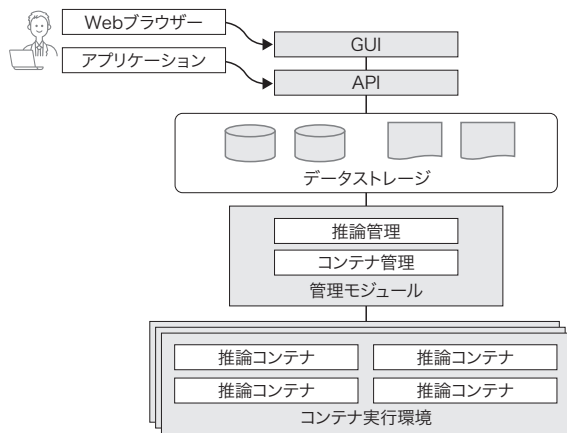 Webブラウザー
GUI
アプリケーション
API
データストレージ
推論管理
コンテナ管理
管理モジュール
推論コンテナ
推論コンテナ
推論コンテナ
推論コンテナ
コンテナ実行環境